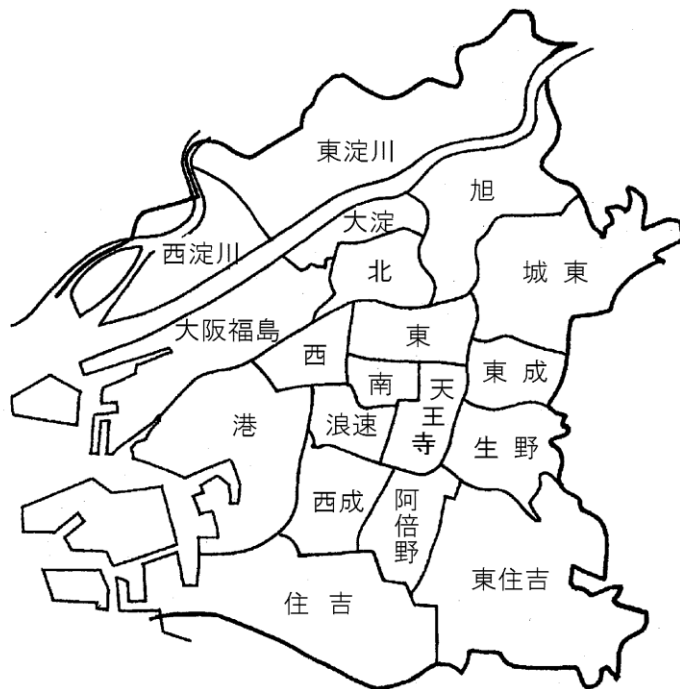 東淀川
旭
大淀
西淀川
北
城東
大阪福島
東
西
東成
南
天王寺
港
浪速
生野
西成
阿倍野
東住吉
住吉